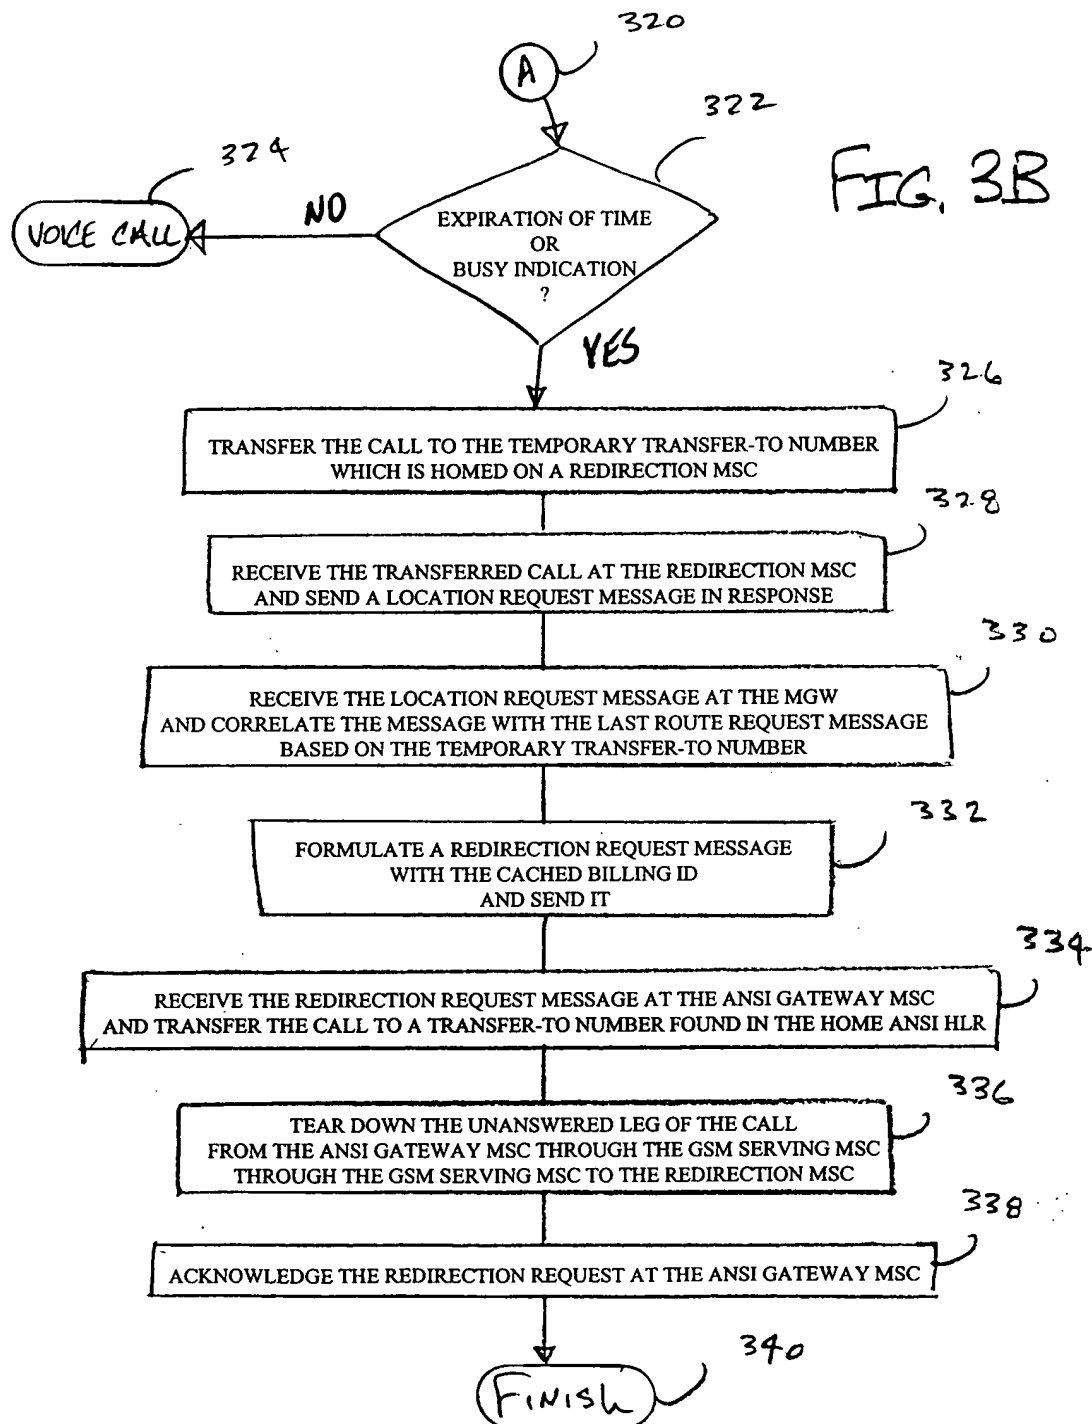 320
A
322
FIG. 3B
324
VOICE CALL
NO
EXPIRATION OF TIME
OR
BUSY INDICATION
?
YES
326
TRANSFER THE CALL TO THE TEMPORARY TRANSFER-TO NUMBER
WHICH IS HOMED ON A REDIRECTION MSC
328
RECEIVE THE TRANSFERRED CALL AT THE REDIRECTION MSC
AND SEND A LOCATION REQUEST MESSAGE IN RESPONSE
330
RECEIVE THE LOCATION REQUEST MESSAGE AT THE MGW
AND CORRELATE THE MESSAGE WITH THE LAST ROUTE REQUEST MESSAGE
BASED ON THE TEMPORARY TRANSFER-TO NUMBER
332
FORMULATE A REDIRECTION REQUEST MESSAGE
WITH THE CACHED BILLING ID
AND SEND IT
334
RECEIVE THE REDIRECTION REQUEST MESSAGE AT THE ANSI GATEWAY MSC
AND TRANSFER THE CALL TO A TRANSFER-TO NUMBER FOUND IN THE HOME ANSI HLR
336
TEAR DOWN THE UNANSWERED LEG OF THE CALL
FROM THE ANSI GATEWAY MSC THROUGH THE GSM SERVING MSC
THROUGH THE GSM SERVING MSC TO THE REDIRECTION MSC
338
ACKNOWLEDGE THE REDIRECTION REQUEST AT THE ANSI GATEWAY MSC
340
FINISH